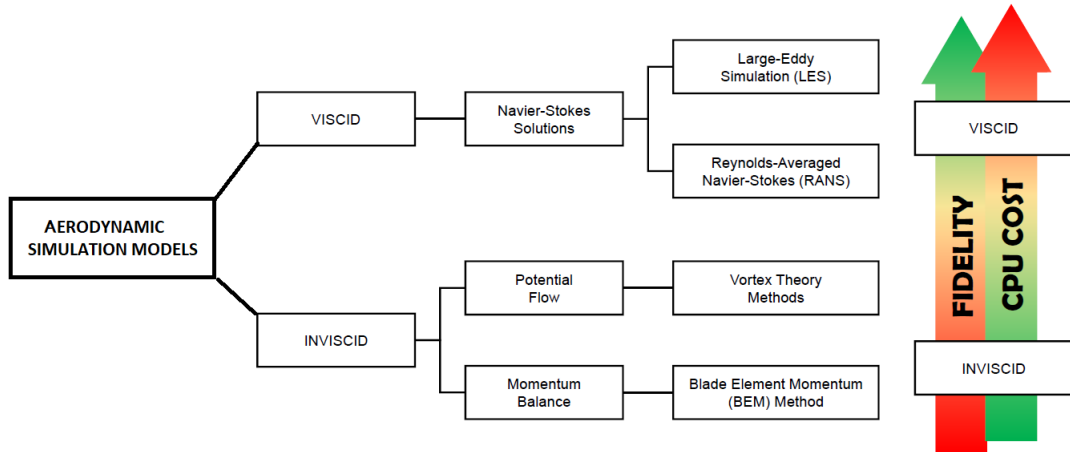 AERODYNAMIC
SIMULATION MODELS
VISCID
Navier-Stokes
Solutions
Large-Eddy
Simulation (LES)
Reynolds-Averaged
Navier-Stokes (RANS)
INVISCID
Potential
Flow
Vortex Theory
Methods
Momentum
Balance
Blade Element Momentum
(BEM) Method
VISCID
FIDELITY
CPU COST
INVISCID